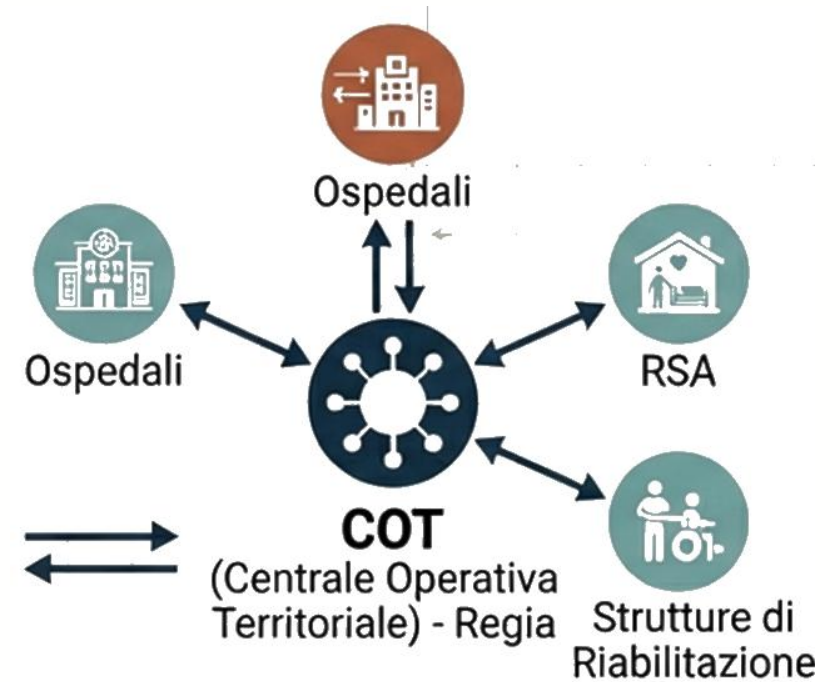 Ospedali
Ospedali
RSA
COT
(Centrale Operativa
Territoriale) - Regia
Strutture di
Riabilitazione